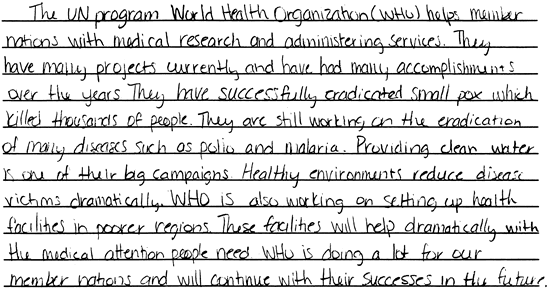 The UN program World Health Organization (WHO) helps member
nations with medical research and administering services. They
have many projects currently and have had many accomplishments
over the years They have successfully eradicated small pox which
killed thousands of people. They are still working on the eradication
of many diseases such as polio and malaria. Providing clean water
is one of their big campaigns. Healthy environments reduce disease
victims dramatically. WHO is also working on setting up health
facilities in poorer regions. These facilities will help dramatically with
the medical attention people need. WHO is doing a lot for our
member nations and will continue with their successes in the future.